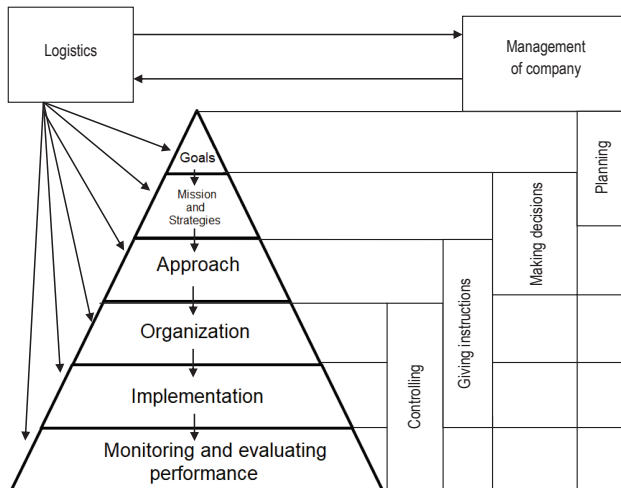 Logistics
Management
of company
Goals
Mission
and
Strategies
Approach
Organization
Implementation
Monitoring and evaluating
performance
Controlling
Giving instructions
Making decisions
Planning